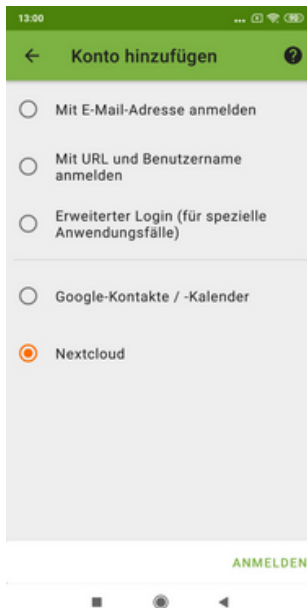 13:00
Konto hinzufügen
Mit E-Mail-Adresse anmelden
Mit URL und Benutzername
anmelden
Erweiterter Login (für spezielle
Anwendungsfälle)
Google-Kontakte / -Kalender
Nextcloud
ANMELDEN